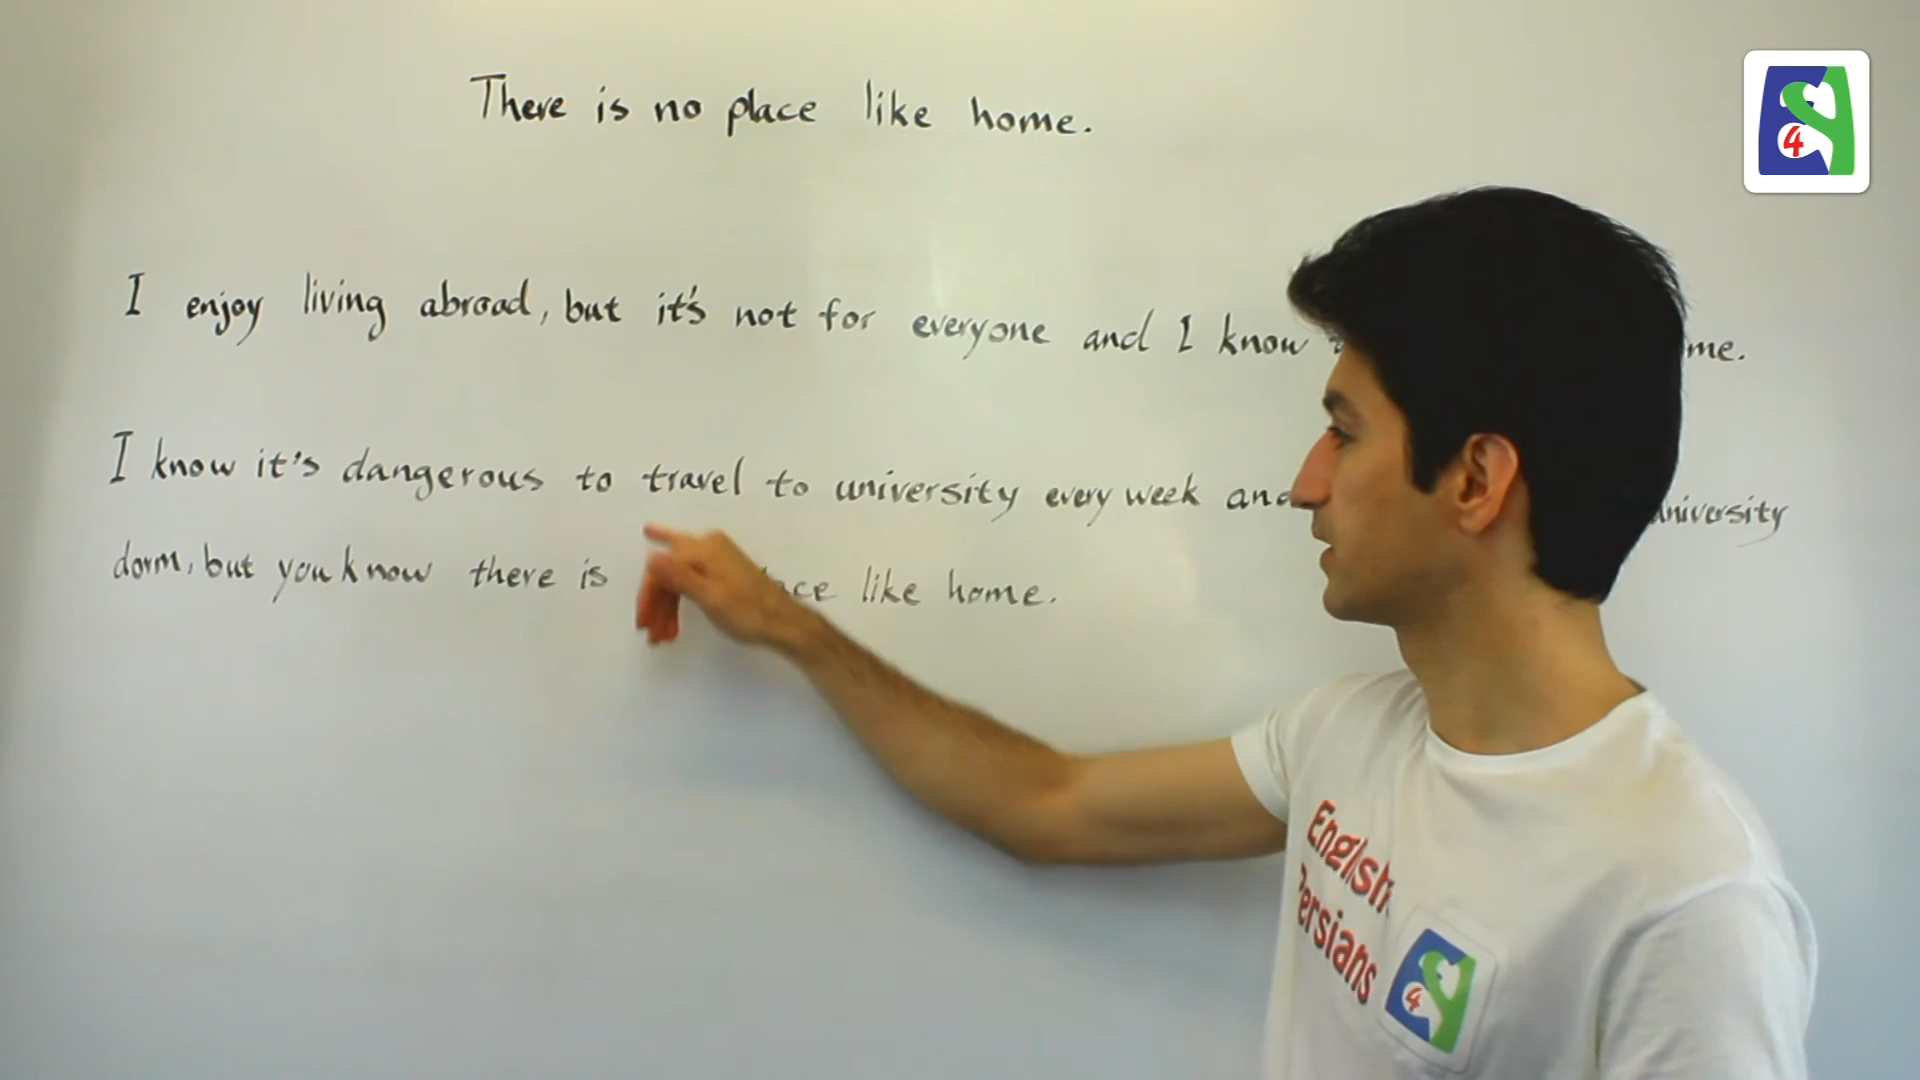 There is no place like home.
I enjoy living abroad, but it's not for everyone and I know
I know it's dangerous to travel to university every week and university
dorm, but you know there is like home.
English
Persians
4
4